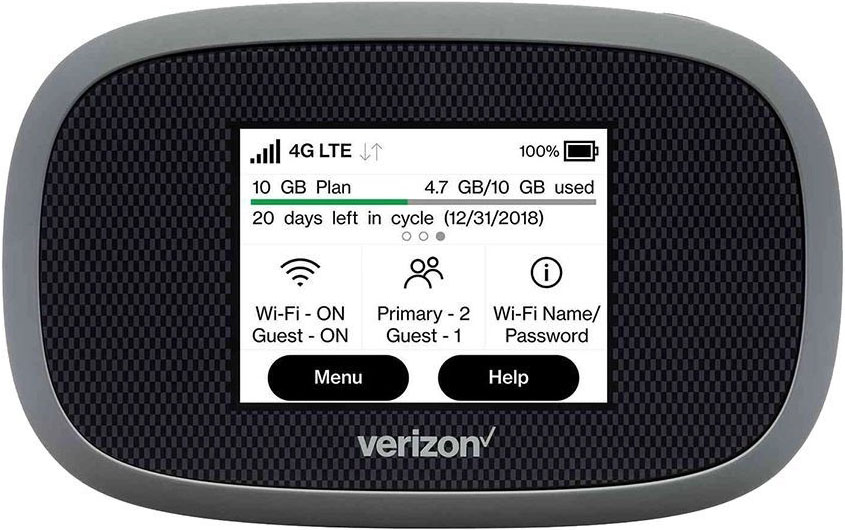 4G LTE 100%
10 GB Plan 4.7 GB/10 GB used
20 days left in cycle (12/31/2018)
Wi-Fi - ON Primary - 2 Wi-Fi Name/
Guest - ON Guest - 1 Password
Menu Help
verizon✓